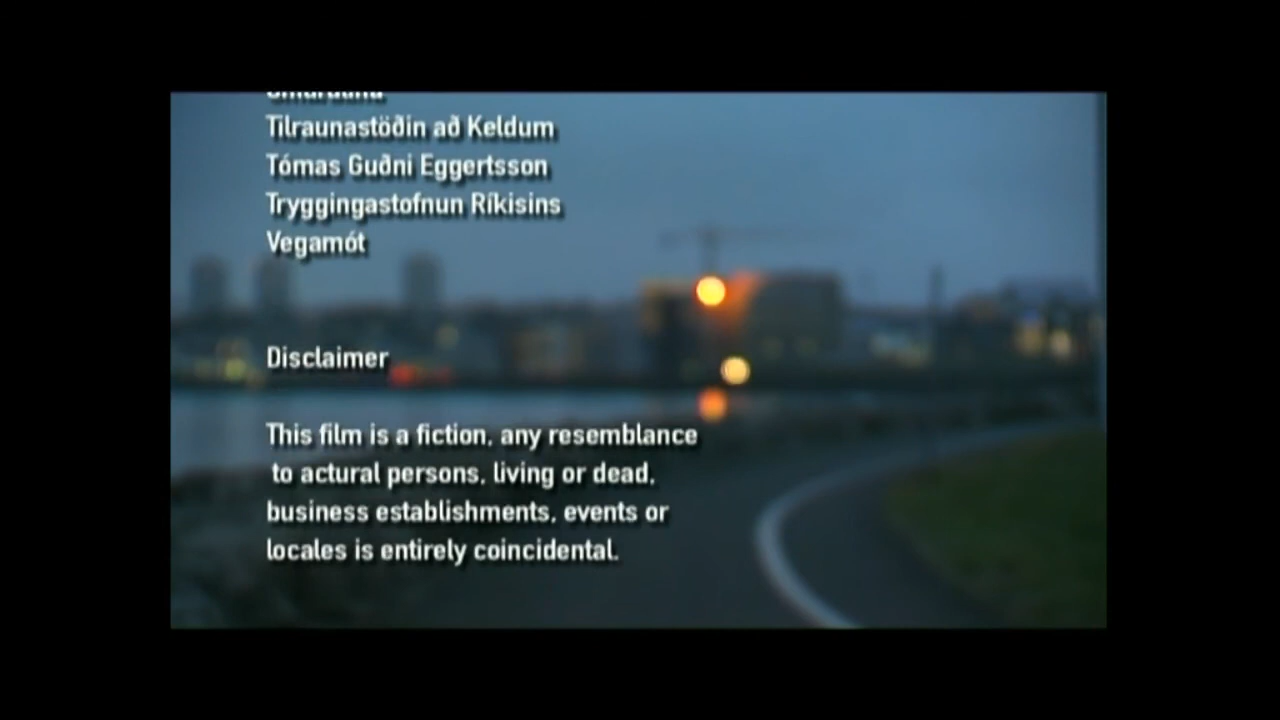 Tilraunastöðin að Keldum
Tómas Guðni Eggertsson
Tryggingastofnun Ríkisins
Vegamót
Disclaimer
This film is a fiction, any resemblance
to actural persons, living or dead,
business establishments, events or
locales is entirely coincidental.